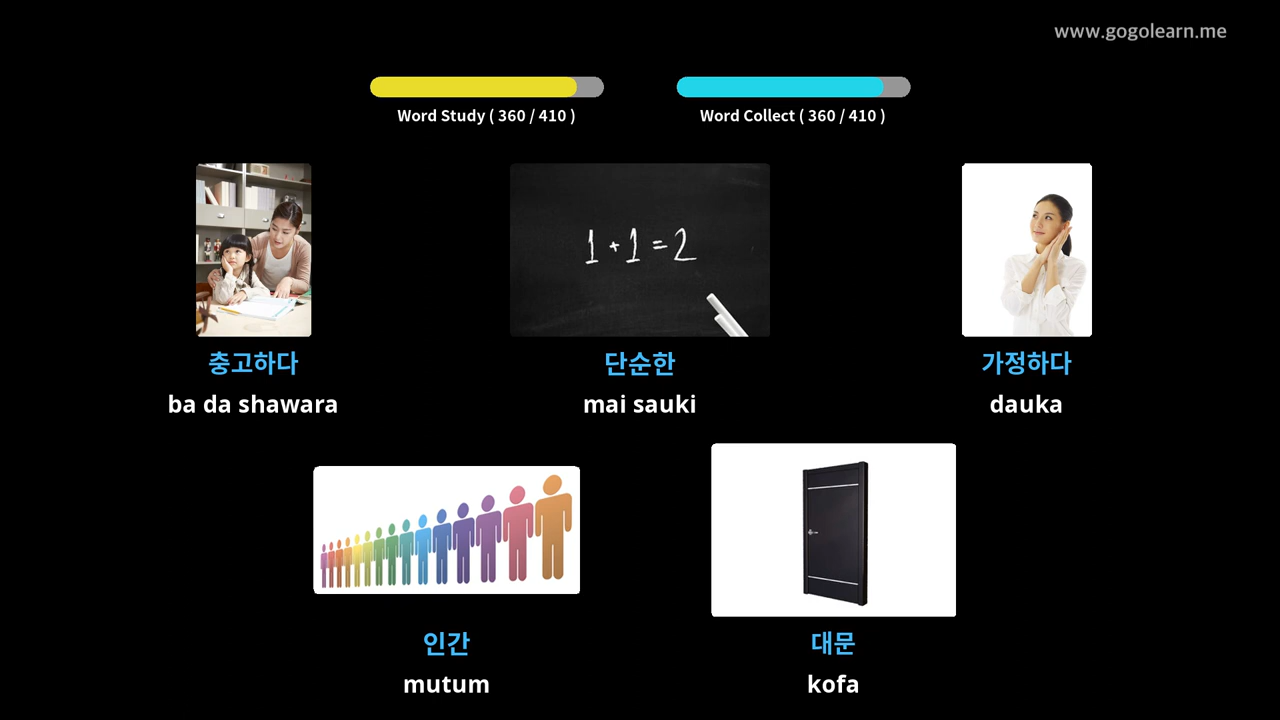 www.gogolearn.me
Word Study ( 360 / 410 )
Word Collect ( 360 / 410 )
1 + 1 = 2
충고하다
ba da shawara
단순한
mai sauki
가정하다
dauka
인간
mutum
대문
kofa